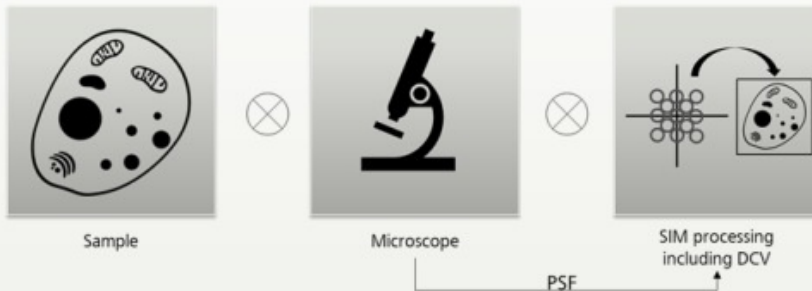 Sample
Microscope
SIM processing
including DCV
PSF